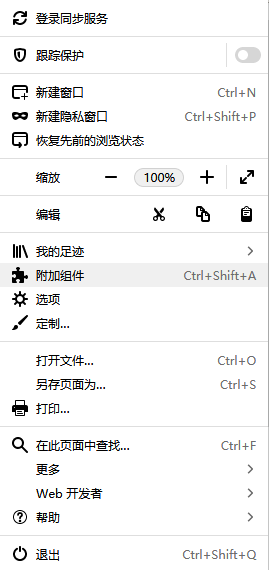 登录同步服务
跟踪保护
新建窗口 Ctrl+N
新建隐私窗口 Ctrl+Shift+P
恢复先前的浏览状态
缩放 100%
编辑
我的足迹
附加组件 Ctrl+Shift+A
选项
定制...
打开文件... Ctrl+O
另存页面为... Ctrl+S
打印...
在此页面中查找... Ctrl+F
更多
Web 开发者
帮助
退出 Ctrl+Shift+Q